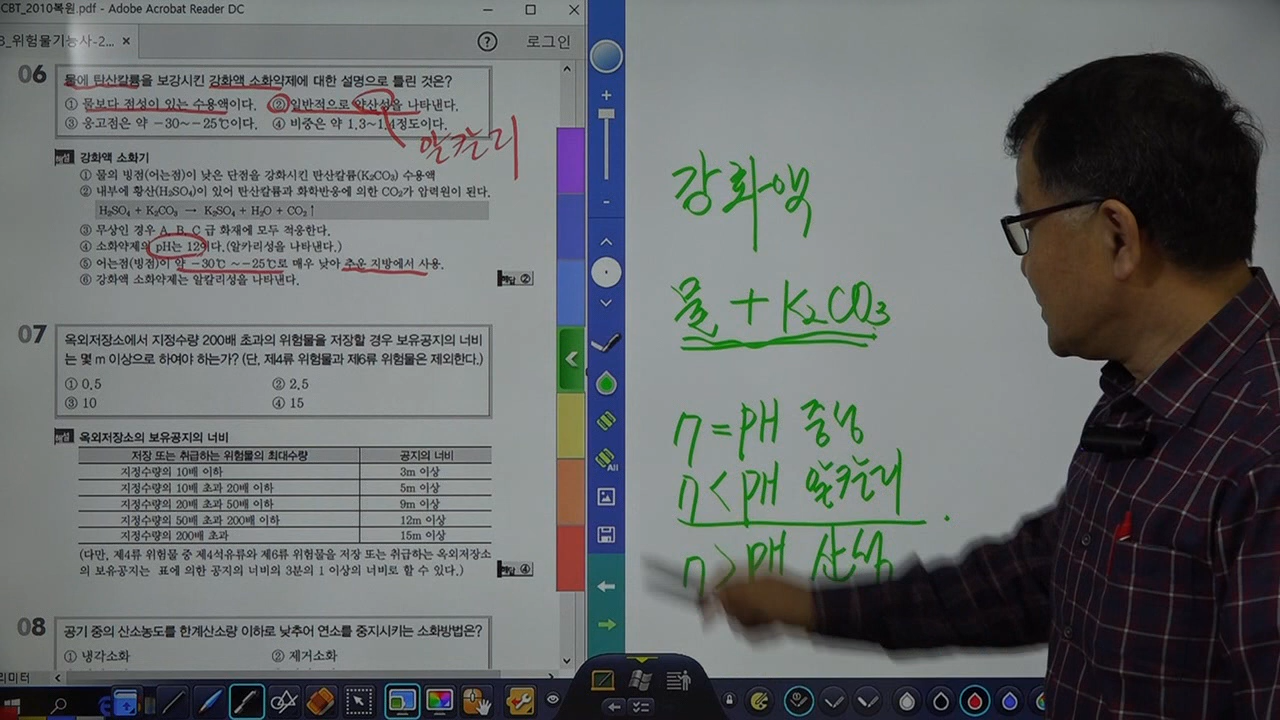 CBT_2010복원.pdf - Adobe Acrobat Reader DC
3_위험물기능사-2... ×
로그인
06 물에 탄산칼륨을 보강시킨 강화액 소화약제에 대한 설명으로 틀린 것은?
① 물보다 점성이 있는 수용액이다. ② 일반적으로 약산성을 나타낸다.
③ 응고점은 약 -30~-25℃이다. ④ 비중은 약 1.3~1.4정도이다.
알칼리
해설 강화액 소화기
① 물의 빙점(어는점)이 낮은 단점을 강화시킨 탄산칼륨(K₂CO₃) 수용액
② 내부에 황산(H₂SO₄)이 있어 탄산칼륨과 화학반응에 의한 CO₂가 압력원이 된다.
H₂SO₄ + K₂CO₃ → K₂SO₄ + H₂O + CO₂↑
③ 무상인 경우 A, B, C 급 화재에 모두 적응한다.
④ 소화약제의 pH는 12이다.(알카리성을 나타낸다.)
⑤ 어는점(빙점)이 약 -30℃ ~-25℃로 매우 낮아 추운 지방에서 사용.
⑥ 강화액 소화약제는 알칼리성을 나타낸다.
해답 ②
07 옥외저장소에서 지정수량 200배 초과의 위험물을 저장할 경우 보유공지의 너비
는 몇 m 이상으로 하여야 하는가? (단, 제4류 위험물과 제6류 위험물은 제외한다.)
① 0.5 ② 2.5
③ 10 ④ 15
해설 옥외저장소의 보유공지의 너비
저장 또는 취급하는 위험물의 최대수량 공지의 너비
지정수량의 10배 이하 3m 이상
지정수량의 10배 초과 20배 이하 5m 이상
지정수량의 20배 초과 50배 이하 9m 이상
지정수량의 50배 초과 200배 이하 12m 이상
지정수량의 200배 초과 15m 이상
(다만, 제4류 위험물 중 제4석유류와 제6류 위험물을 저장 또는 취급하는 옥외저장소
의 보유공지는 표에 의한 공지의 너비의 3분의 1 이상의 너비로 할 수 있다.)
해답 ④
08 공기 중의 산소농도를 한계산소량 이하로 낮추어 연소를 중지시키는 소화방법은?
① 냉각소화 ② 제거소화
리미터
All
강화액
물 + K₂CO₃
7 = pH 중성
7 < pH 알카리
7 > pH 산성